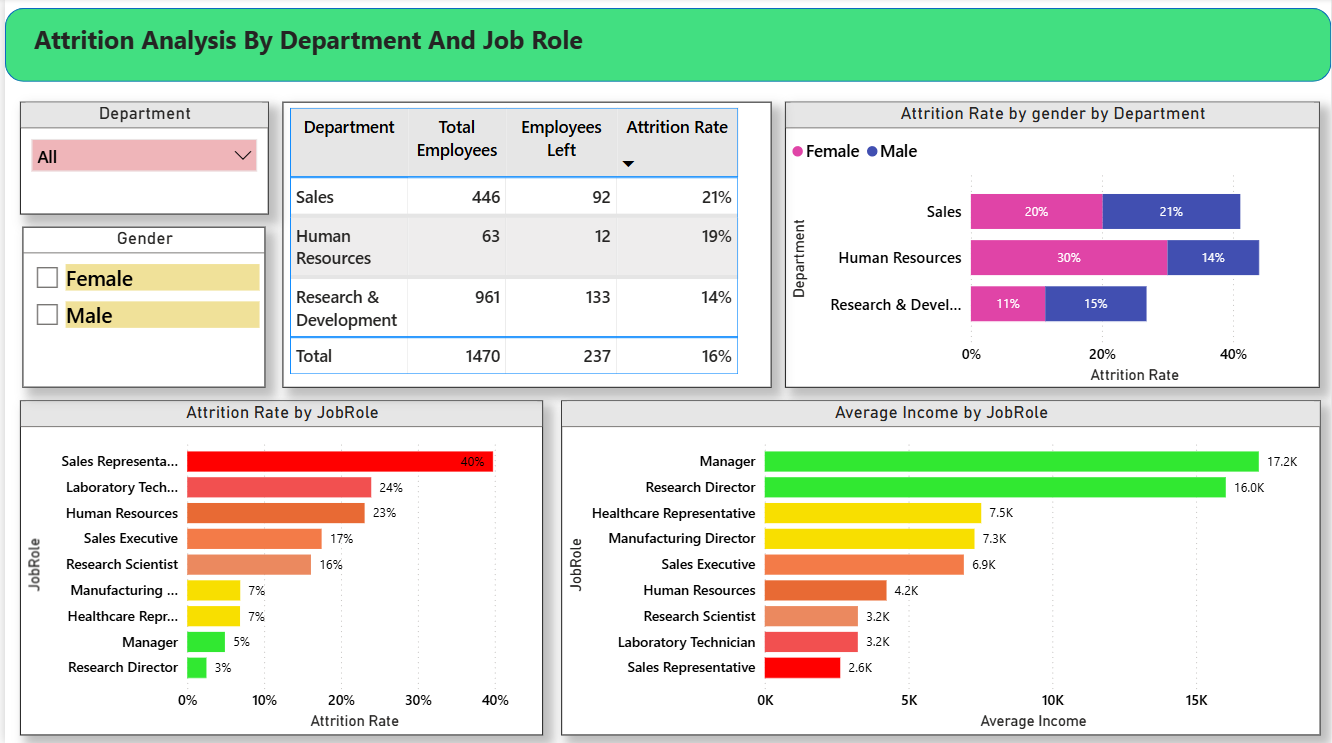 Attrition Analysis By Department And Job Role
Department
All
Gender
Female
Male
Department Total Employees Employees Left Attrition Rate
Sales 446 92 21%
Human Resources 63 12 19%
Research & Development 961 133 14%
Total 1470 237 16%
Attrition Rate by gender by Department
Female Male
Department
Sales 20% 21%
Human Resources 30% 14%
Research & Devel... 11% 15%
0% 20% 40%
Attrition Rate
Attrition Rate by JobRole
JobRole
Sales Representa... 40%
Laboratory Tech... 24%
Human Resources 23%
Sales Executive 17%
Research Scientist 16%
Manufacturing ... 7%
Healthcare Repr... 7%
Manager 5%
Research Director 3%
0% 10% 20% 30% 40%
Attrition Rate
Average Income by JobRole
JobRole
Manager 17.2K
Research Director 16.0K
Healthcare Representative 7.5K
Manufacturing Director 7.3K
Sales Executive 6.9K
Human Resources 4.2K
Research Scientist 3.2K
Laboratory Technician 3.2K
Sales Representative 2.6K
0K 5K 10K 15K
Average Income